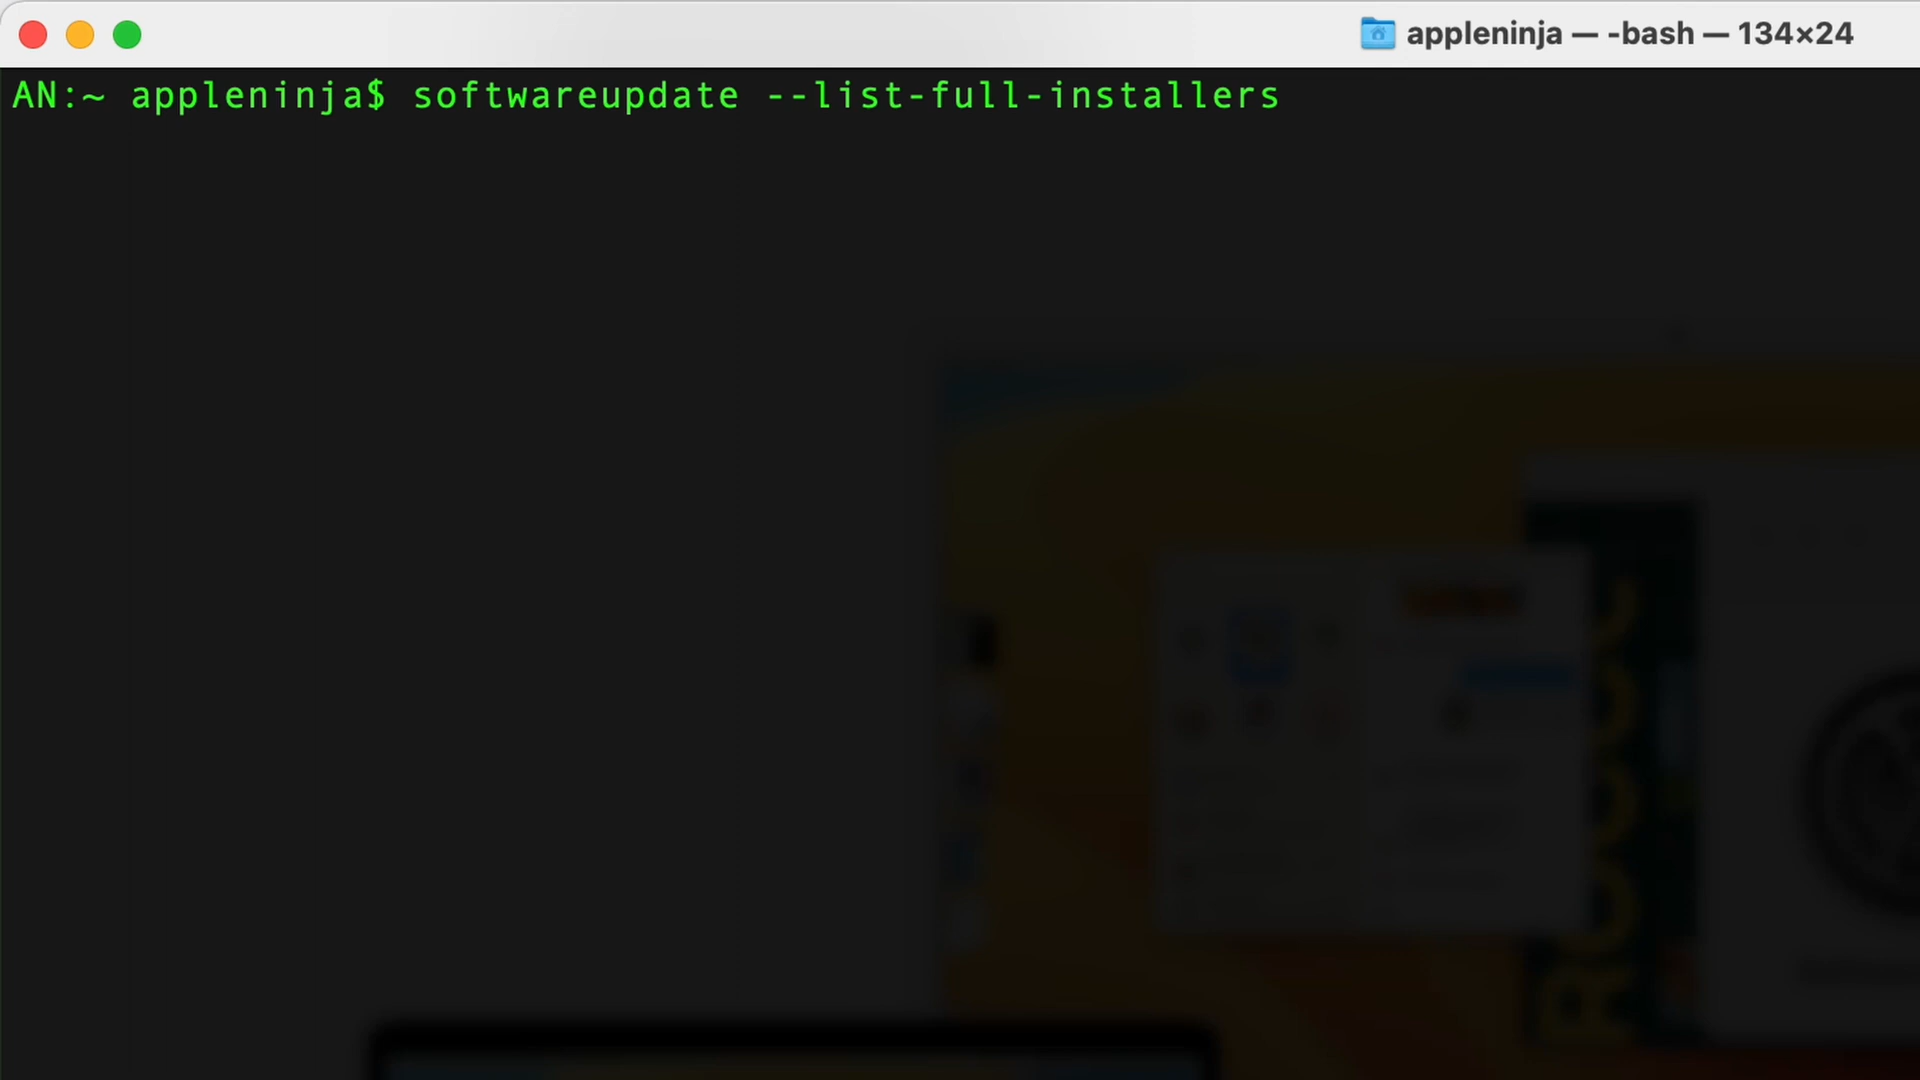 appleninja — -bash — 134×24
AN:~ appleninja$ softwareupdate --list-full-installers